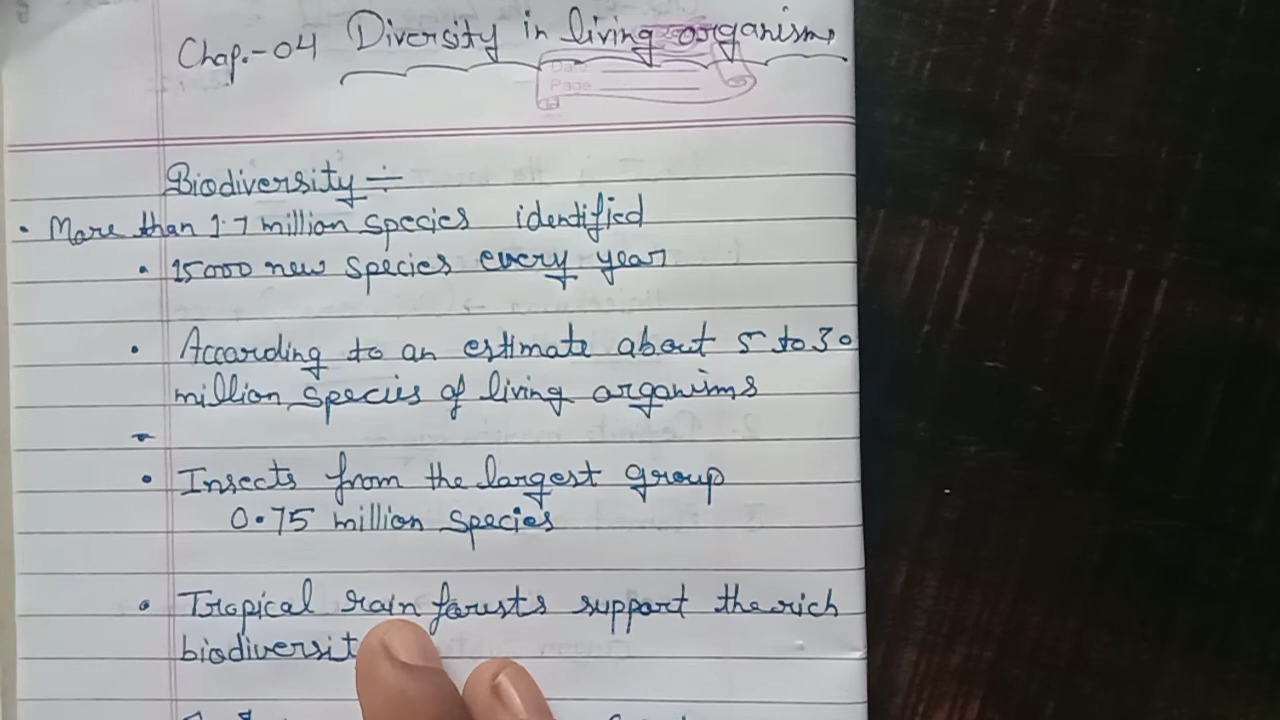 Chap.-04 Diversity in living organisms
Date
Page
Biodiversity ÷
• More than 1.7 million species identified
• 15000 new species every year
• According to an estimate about 5 to 30
million species of living organisms
• Insects from the largest group
0.75 million species
• Tropical rain forests support the rich
biodiversit